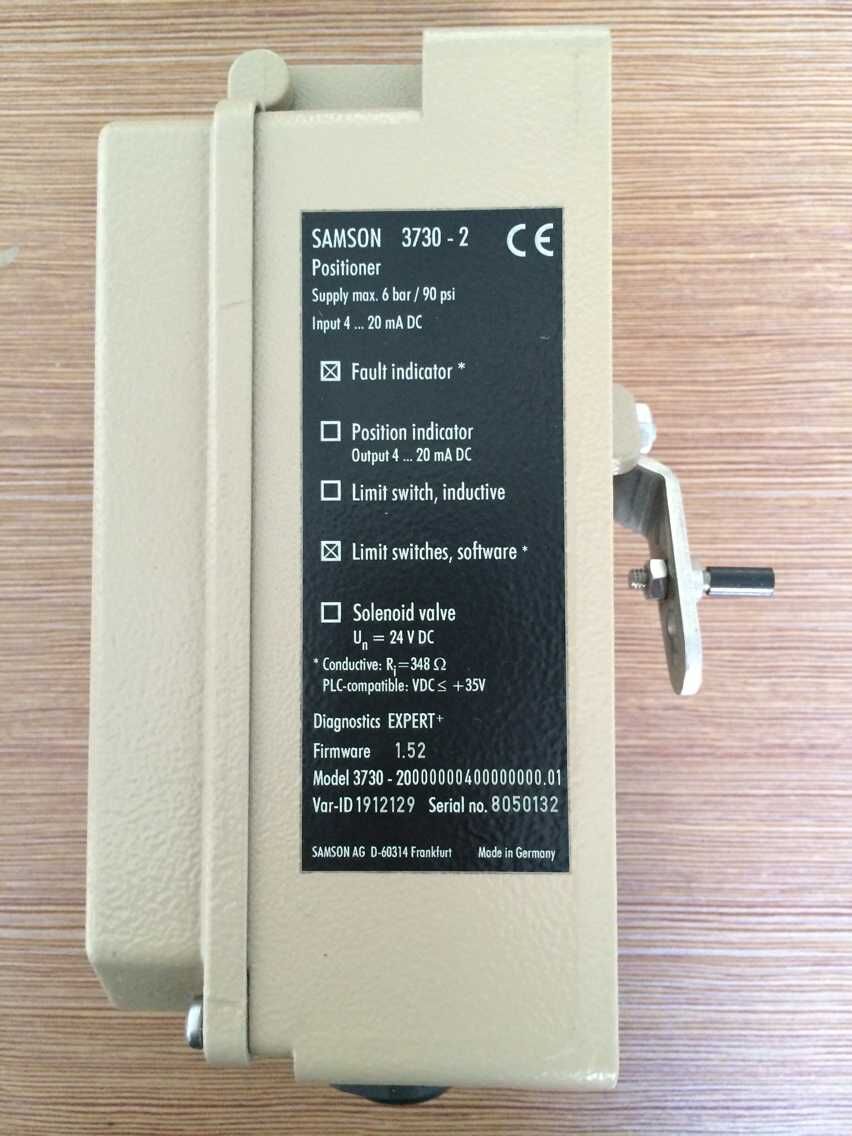 SAMSON 3730 - 2 CE
Positioner
Supply max. 6 bar / 90 psi
Input 4 ... 20 mA DC
☒ Fault indicator *
☐ Position indicator
Output 4 ... 20 mA DC
☐ Limit switch, inductive
☒ Limit switches, software *
☐ Solenoid valve
Un = 24 V DC
* Conductive: Ri=348 Ω
PLC-compatible: VDC ≤ +35V
Diagnostics EXPERT+
Firmware 1.52
Model 3730 - 20000000400000000.01
Var-ID 1912129 Serial no. 8050132
SAMSON AG D-60314 Frankfurt Made in Germany